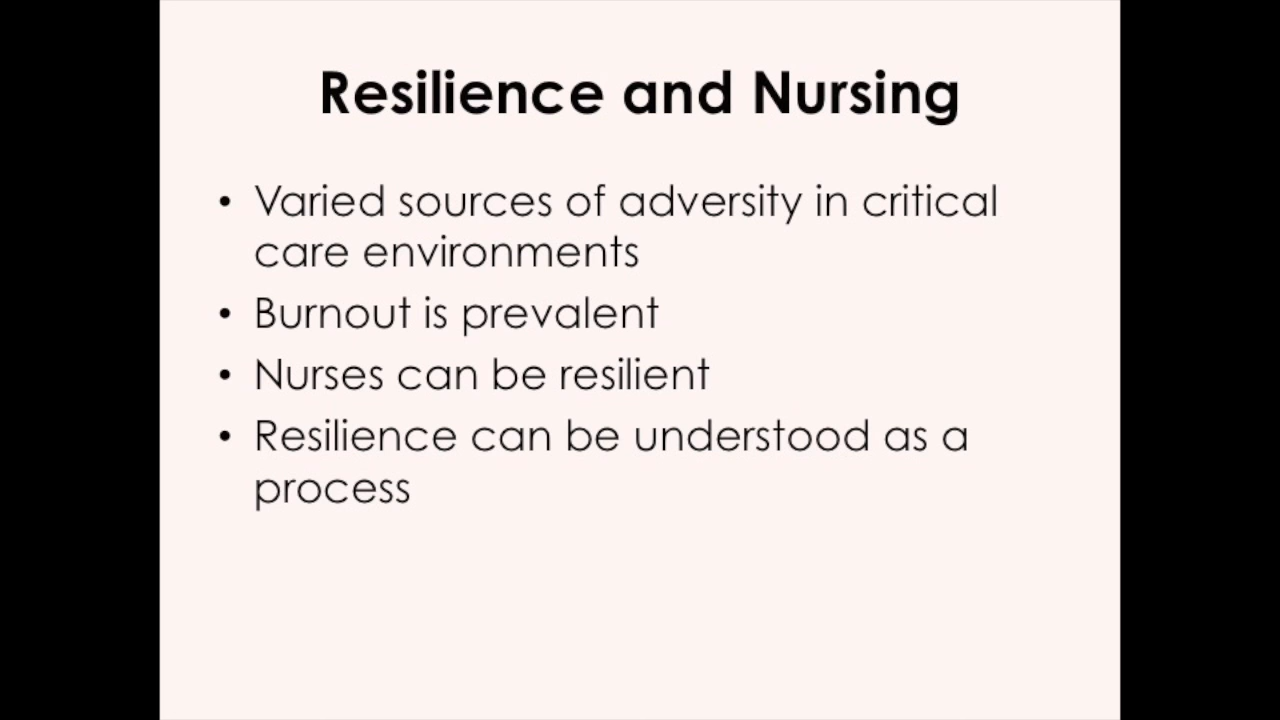 Resilience and Nursing
• Varied sources of adversity in critical
care environments
• Burnout is prevalent
• Nurses can be resilient
• Resilience can be understood as a
process